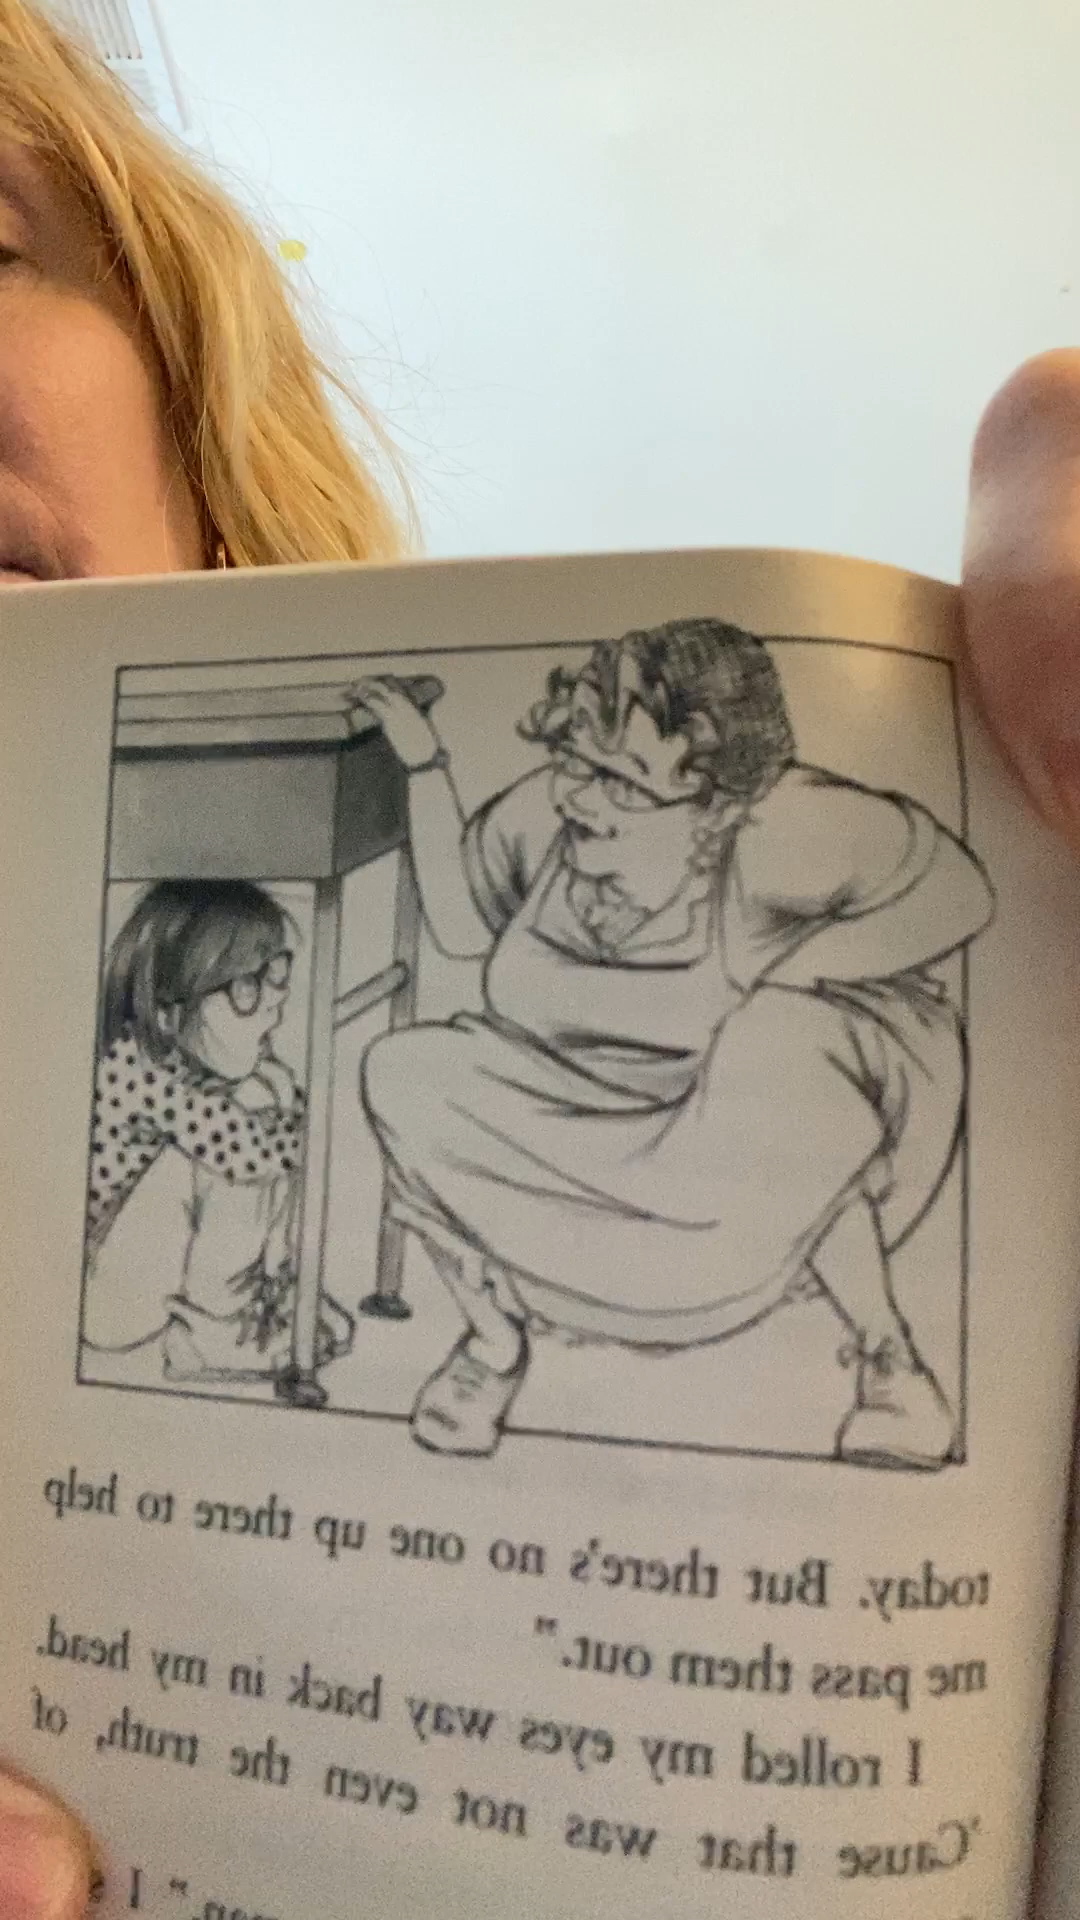 today. But there's no one up there to help
me pass them out."
I rolled my eyes way back in my head.
'Cause that was not even the truth, of
" I